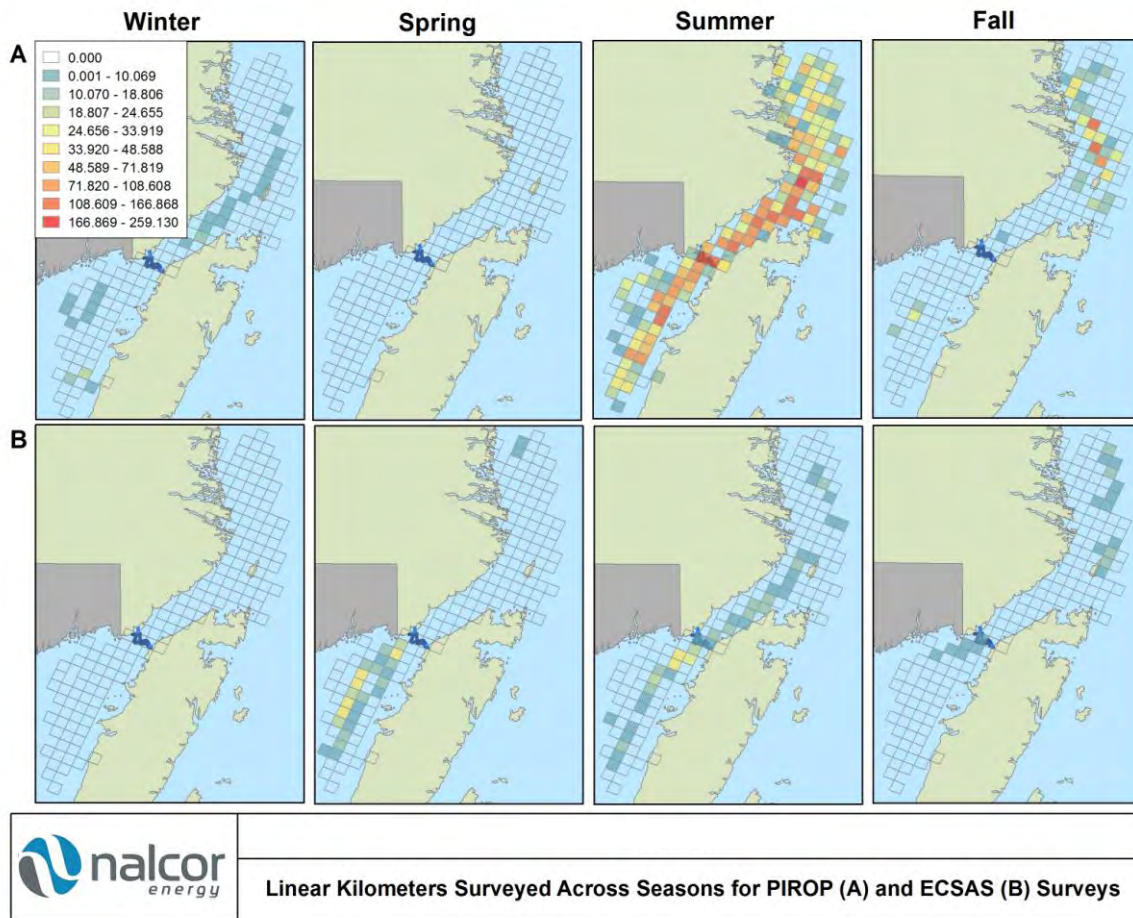 Winter
Spring
Summer
Fall
A
0.000
0.001 - 10.069
10.070 - 18.806
18.807 - 24.655
24.656 - 33.919
33.920 - 48.588
48.589 - 71.819
71.820 - 108.608
108.609 - 166.868
166.869 - 259.130
B
nalcor
energy
Linear Kilometers Surveyed Across Seasons for PIROP (A) and ECSAS (B) Surveys